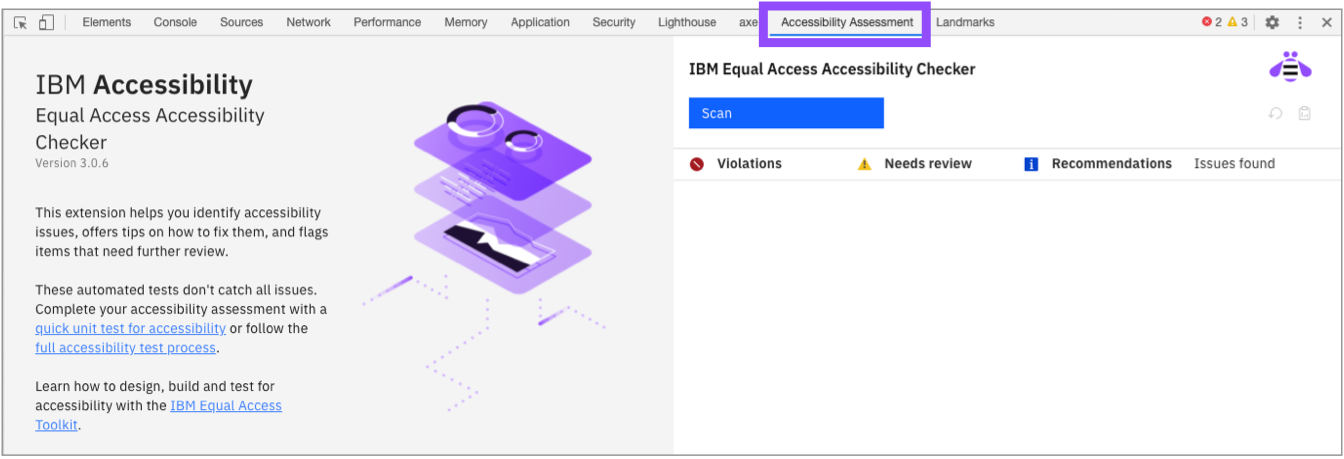 Elements Console Sources Network Performance Memory Application Security Lighthouse axe Accessibility Assessment Landmarks 2 3
IBM Accessibility
Equal Access Accessibility
Checker
Version 3.0.6
This extension helps you identify accessibility
issues, offers tips on how to fix them, and flags
items that need further review.
These automated tests don't catch all issues.
Complete your accessibility assessment with a
quick unit test for accessibility or follow the
full accessibility test process.
Learn how to design, build and test for
accessibility with the IBM Equal Access
Toolkit.
IBM Equal Access Accessibility Checker
Scan
Violations Needs review Recommendations Issues found